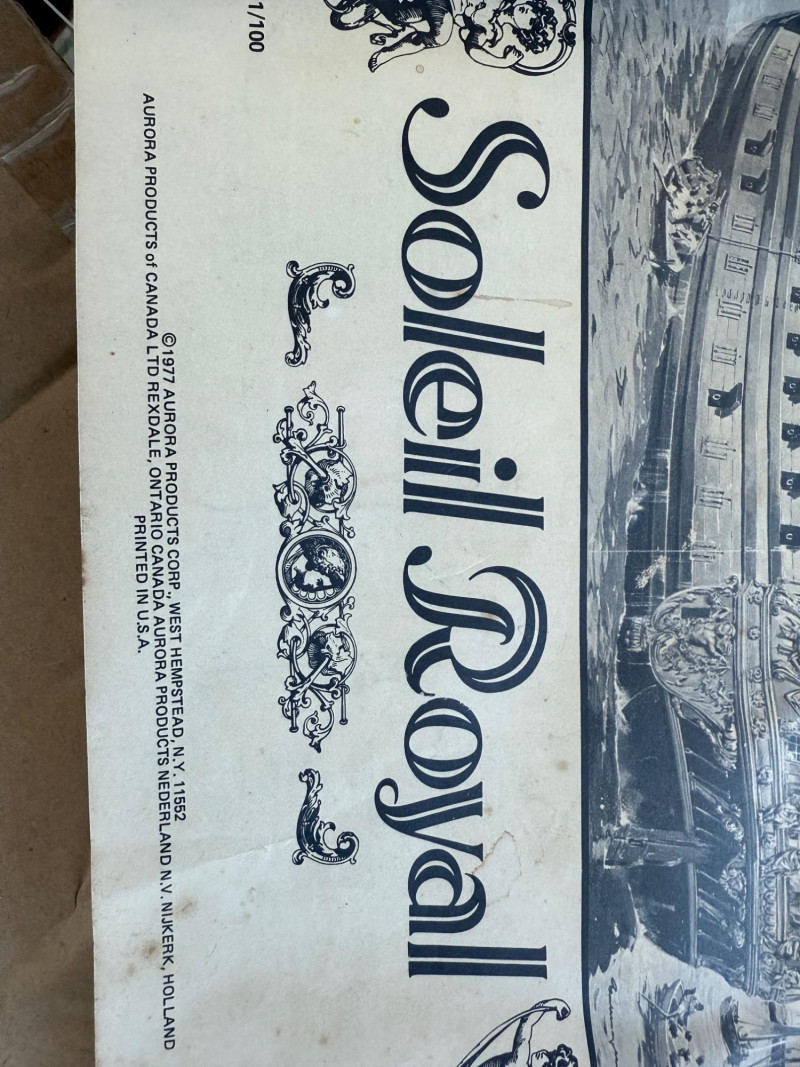 Soleil Royal
1/100
©1977 AURORA PRODUCTS CORP., WEST HEMPSTEAD, N.Y. 11552
AURORA PRODUCTS of CANADA LTD REXDALE, ONTARIO CANADA AURORA PRODUCTS NEDERLAND N.V. NIJKERK, HOLLAND
PRINTED IN U.S.A.